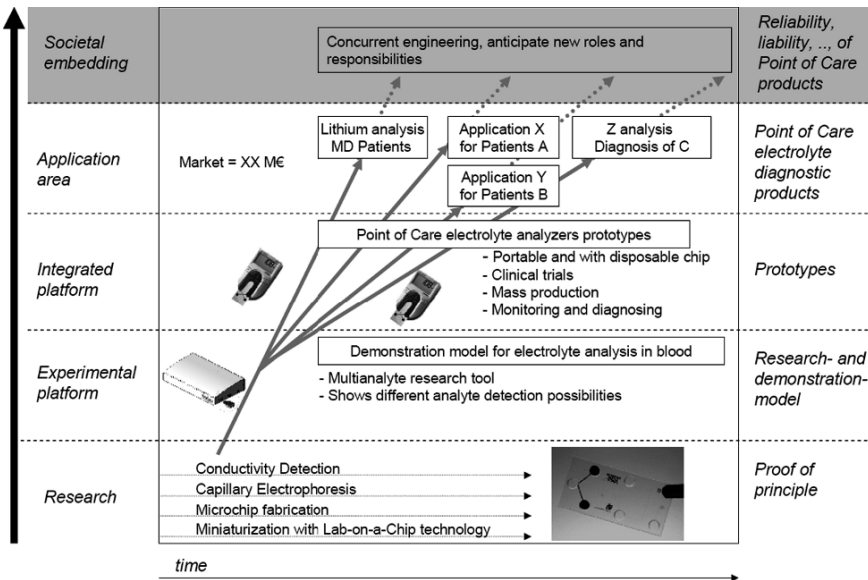 Societal
embedding
Concurrent engineering, anticipate new roles and
responsibilities
Reliability,
liability, .., of
Point of Care
products
Application
area
Market = XX M€
Lithium analysis
MD Patients
Application X
for Patients A
Application Y
for Patients B
Z analysis
Diagnosis of C
Point of Care
electrolyte
diagnostic
products
Integrated
platform
Point of Care electrolyte analyzers prototypes
- Portable and with disposable chip
- Clinical trials
- Mass production
- Monitoring and diagnosing
Prototypes
Experimental
platform
Demonstration model for electrolyte analysis in blood
- Multianalyte research tool
- Shows different analyte detection possibilities
Research- and
demonstration-
model
Research
Conductivity Detection
Capillary Electrophoresis
Microchip fabrication
Miniaturization with Lab-on-a-Chip technology
Proof of
principle
time